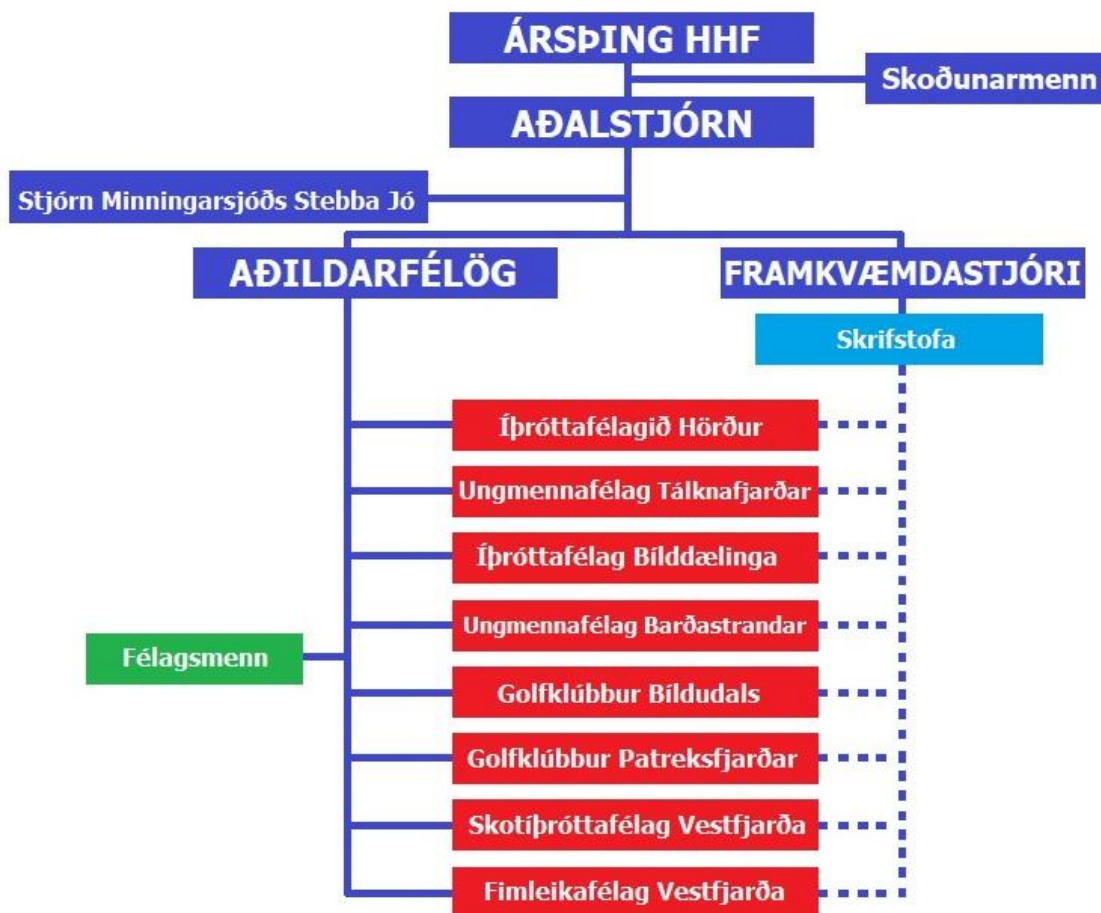 ÁRSÞING HHF
Skoðunarmenn
AÐALSTJÓRN
Stjórn Minningarsjóðs Stebba Jó
AÐILDARFÉLÖG
FRAMKVÆMDASTJÓRI
Skrifstofa
Íþróttafélagið Hörður
Ungmennafélag Tálknafjarðar
Íþróttafélag Bílddælinga
Ungmennafélag Barðastrandar
Félagsmenn
Golfklúbbur Bíldudals
Golfklúbbur Patreksfjarðar
Skotíþróttafélag Vestfjarða
Fimleikafélag Vestfjarða